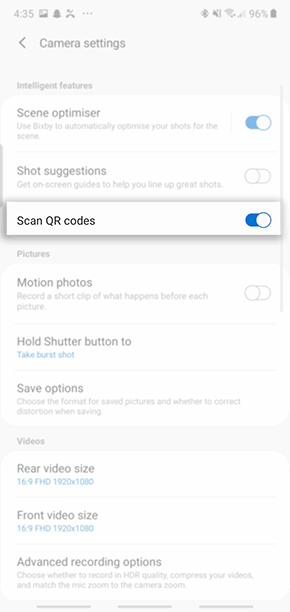 4:35 ... 96%
Camera settings
Intelligent features
Scene optimiser
Use Bixby to automatically optimise your shots for the
scene.
Shot suggestions
Get on-screen guides to help you line up great shots.
Scan QR codes
Pictures
Motion photos
Record a short clip of what happens before each
picture.
Hold Shutter button to
Take burst shot
Save options
Choose the format for saved pictures and whether to correct
distortion when saving.
Videos
Rear video size
16:9 FHD 1920x1080
Front video size
16:9 FHD 1920x1080
Advanced recording options
Choose whether to record in HDR quality, compress your videos,
and match the mic zoom to the camera zoom.